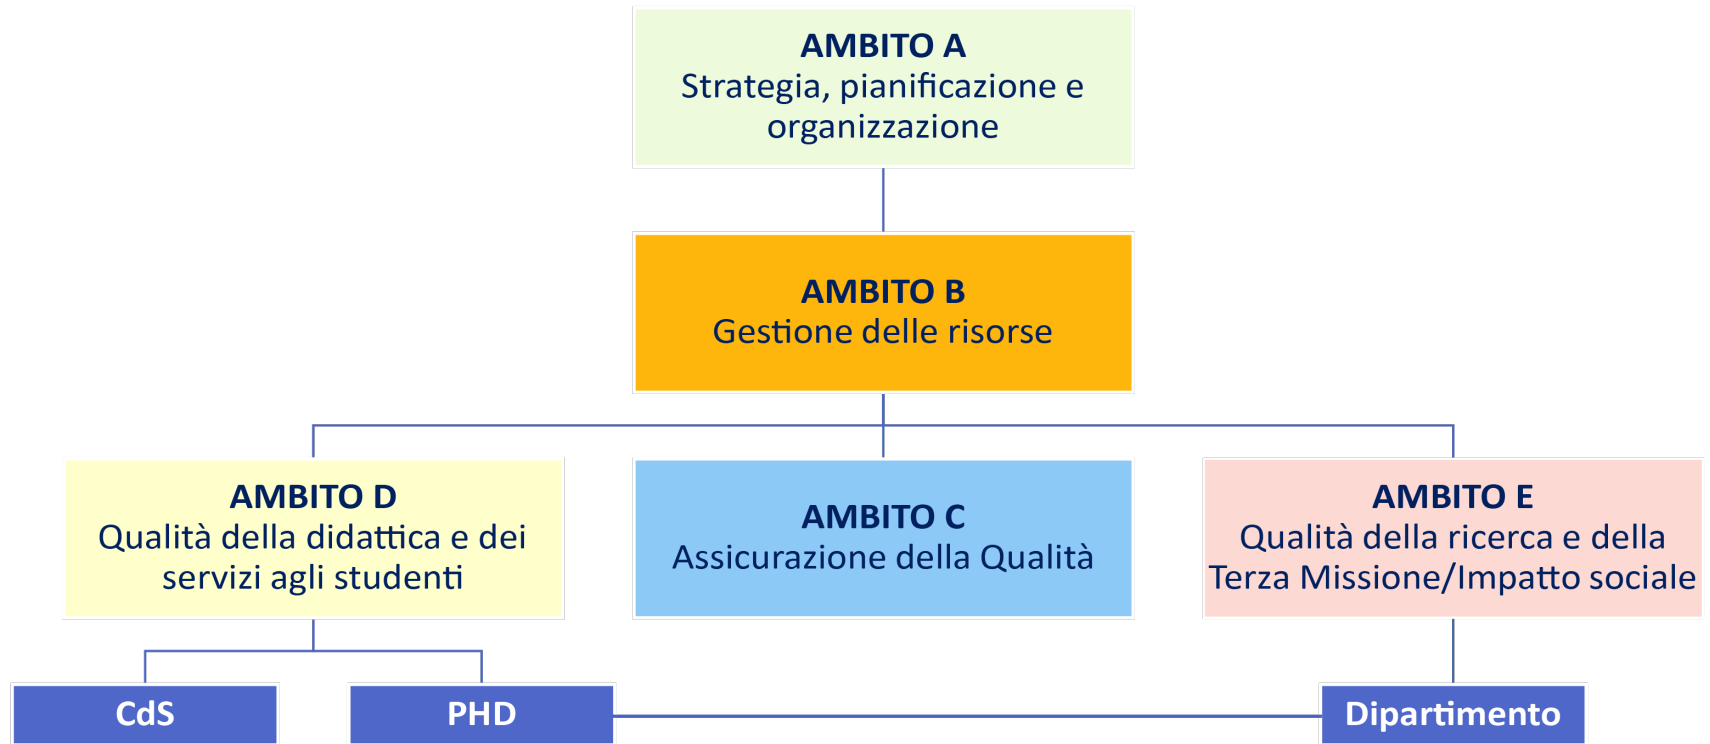 AMBITO A
Strategia, pianificazione e
organizzazione
AMBITO B
Gestione delle risorse
AMBITO D
Qualità della didattica e dei
servizi agli studenti
AMBITO C
Assicurazione della Qualità
AMBITO E
Qualità della ricerca e della
Terza Missione/Impatto sociale
CdS
PHD
Dipartimento